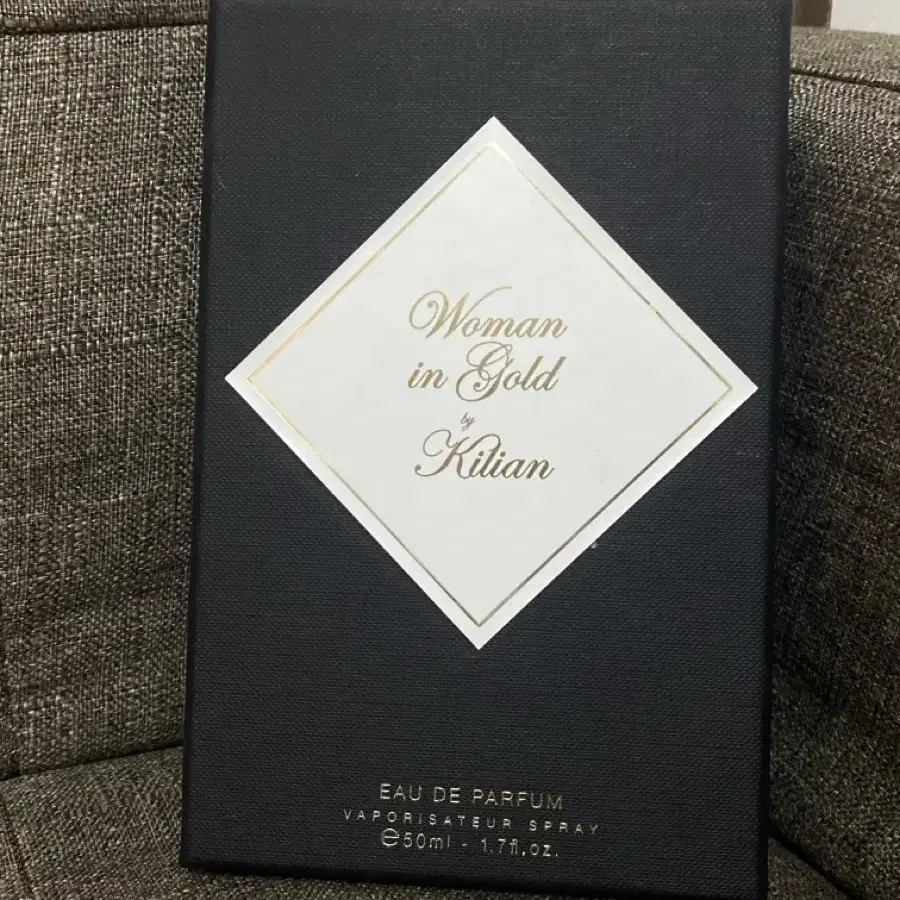 Woman
in Gold
by
Kilian
EAU DE PARFUM
VAPORISATEUR SPRAY
℮50ml - 1.7fl.oz.